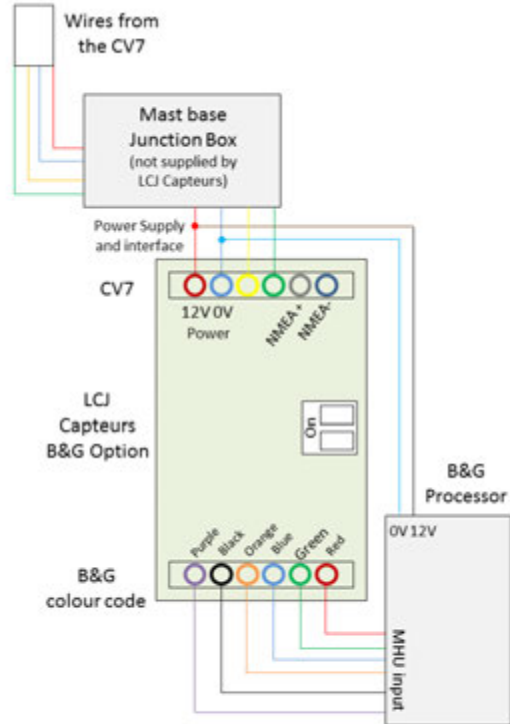 Wires from
the CV7
Mast base
Junction Box
(not supplied by
LCJ Capteurs)
Power Supply
and interface
CV7
12V 0V
Power
NMEA +
NMEA-
LCJ
Capteurs
B&G Option
On
B&G
Processor
0V 12V
Purple
Black
Orange
Blue
Green
Red
B&G
colour code
MHU input